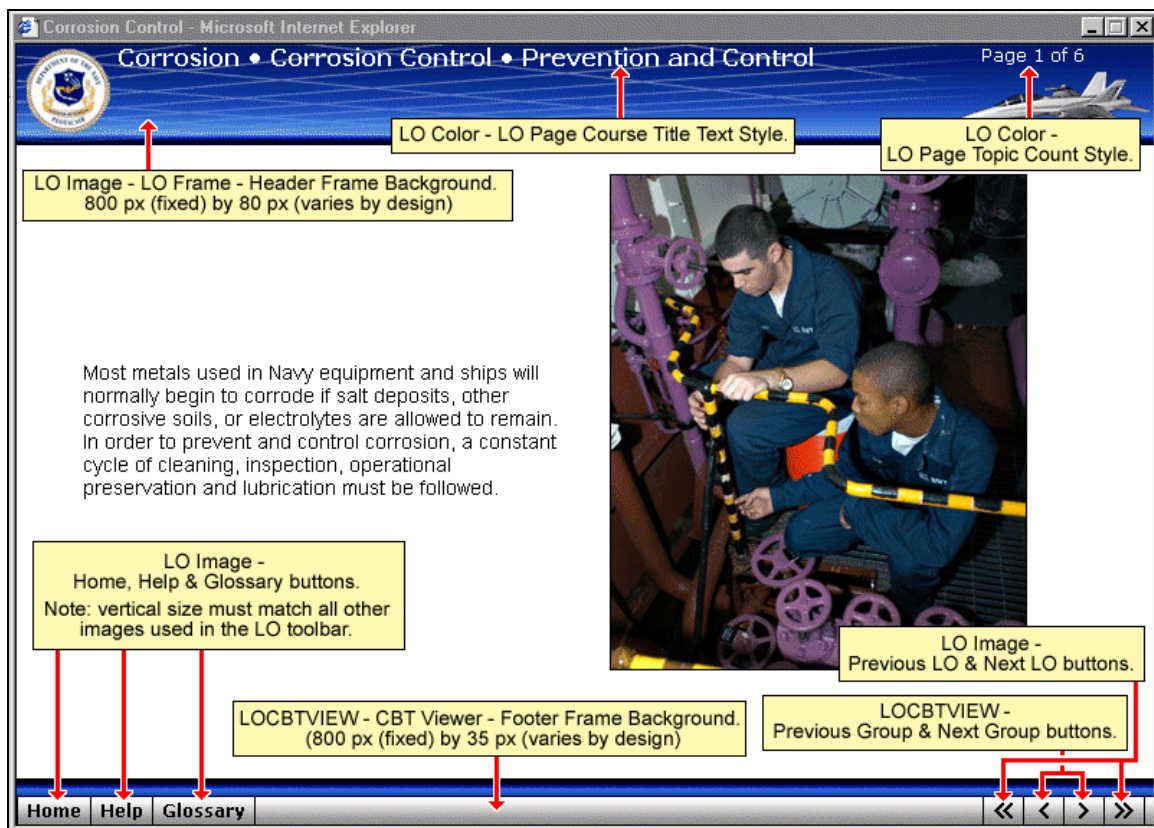 Corrosion Control - Microsoft Internet Explorer
Corrosion • Corrosion Control • Prevention and Control
Page 1 of 6
DEPARTMENT OF THE NAVY
LO Color - LO Page Course Title Text Style.
LO Color -
LO Page Topic Count Style.
LO Image - LO Frame - Header Frame Background.
800 px (fixed) by 80 px (varies by design)
Most metals used in Navy equipment and ships will
normally begin to corrode if salt deposits, other
corrosive soils, or electrolytes are allowed to remain.
In order to prevent and control corrosion, a constant
cycle of cleaning, inspection, operational
preservation and lubrication must be followed.
U.S. NAVY
U.S. NAVY
LO Image -
Home, Help & Glossary buttons.
Note: vertical size must match all other
images used in the LO toolbar.
LO Image -
Previous LO & Next LO buttons.
LOCBTVIEW - CBT Viewer - Footer Frame Background.
(800 px (fixed) by 35 px (varies by design)
LOCBTVIEW -
Previous Group & Next Group buttons.
Home Help Glossary « < > »